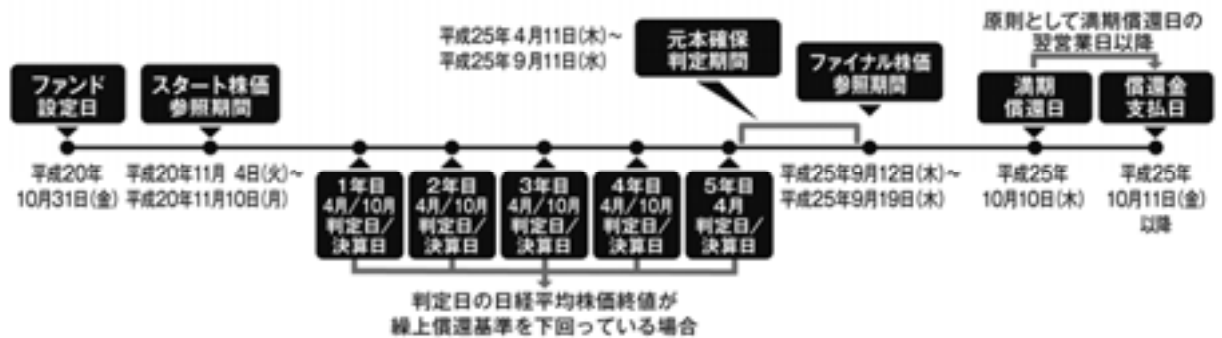 平成25年4月11日(木)～
平成25年9月11日(水)
元本確保
判定期間
原則として満期償還日の
翌営業日以降
ファンド
設定日
スタート株価
参照期間
ファイナル株価
参照期間
満期
償還日
償還金
支払日
平成20年
10月31日(金)
平成20年11月 4日(火)～
平成20年11月10日(月)
1年目
4月/10月
判定日/
決算日
2年目
4月/10月
判定日/
決算日
3年目
4月/10月
判定日/
決算日
4年目
4月/10月
判定日/
決算日
5年目
4月
判定日/
決算日
平成25年9月12日(木)～
平成25年9月19日(木)
平成25年
10月10日(木)
平成25年
10月11日(金)
以降
判定日の日経平均株価終値が
繰上償還基準を下回っている場合